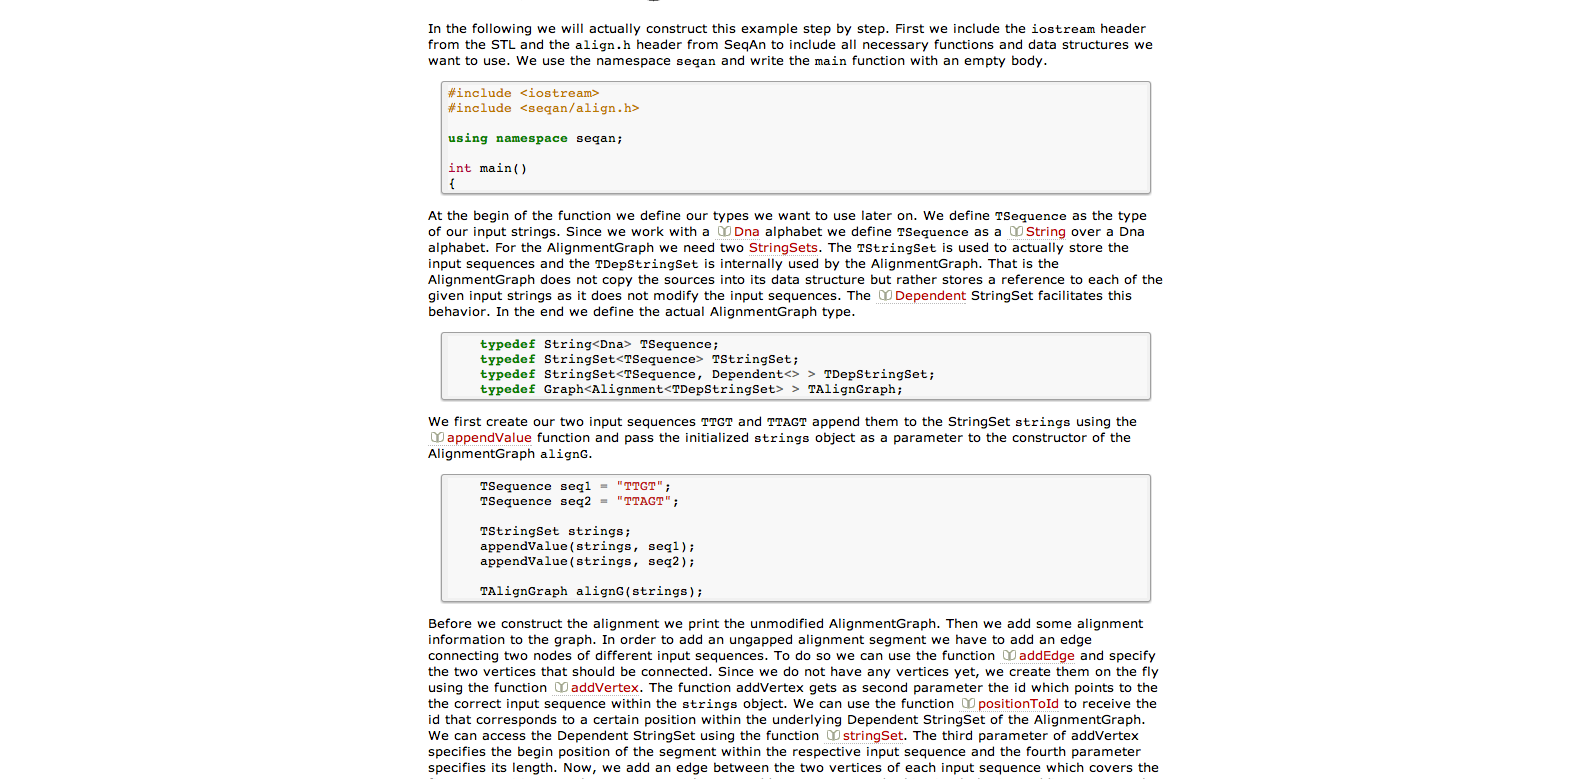 In the following we will actually construct this example step by step. First we include the iostream header
from the STL and the align.h header from SeqAn to include all necessary functions and data structures we
want to use. We use the namespace seqan and write the main function with an empty body.
#include <iostream>
#include <seqan/align.h>
using namespace seqan;
int main()
{
At the begin of the function we define our types we want to use later on. We define TSequence as the type
of our input strings. Since we work with a Dna alphabet we define TSequence as a String over a Dna
alphabet. For the AlignmentGraph we need two StringSets. The TStringSet is used to actually store the
input sequences and the TDepStringSet is internally used by the AlignmentGraph. That is the
AlignmentGraph does not copy the sources into its data structure but rather stores a reference to each of the
given input strings as it does not modify the input sequences. The Dependent StringSet facilitates this
behavior. In the end we define the actual AlignmentGraph type.
typedef String<Dna> TSequence;
typedef StringSet<TSequence> TStringSet;
typedef StringSet<TSequence, Dependent<> > TDepStringSet;
typedef Graph<Alignment<TDepStringSet> > TAlignGraph;
We first create our two input sequences TTGT and TTAGT append them to the StringSet strings using the
appendValue function and pass the initialized strings object as a parameter to the constructor of the
AlignmentGraph alignG.
TSequence seq1 = "TTGT";
TSequence seq2 = "TTAGT";
TStringSet strings;
appendValue(strings, seq1);
appendValue(strings, seq2);
TAlignGraph alignG(strings);
Before we construct the alignment we print the unmodified AlignmentGraph. Then we add some alignment
information to the graph. In order to add an ungapped alignment segment we have to add an edge
connecting two nodes of different input sequences. To do so we can use the function addEdge and specify
the two vertices that should be connected. Since we do not have any vertices yet, we create them on the fly
using the function addVertex. The function addVertex gets as second parameter the id which points to the
the correct input sequence within the strings object. We can use the function positionToId to receive the
id that corresponds to a certain position within the underlying Dependent StringSet of the AlignmentGraph.
We can access the Dependent StringSet using the function stringSet. The third parameter of addVertex
specifies the begin position of the segment within the respective input sequence and the fourth parameter
specifies its length. Now, we add an edge between the two vertices of each input sequence which covers the